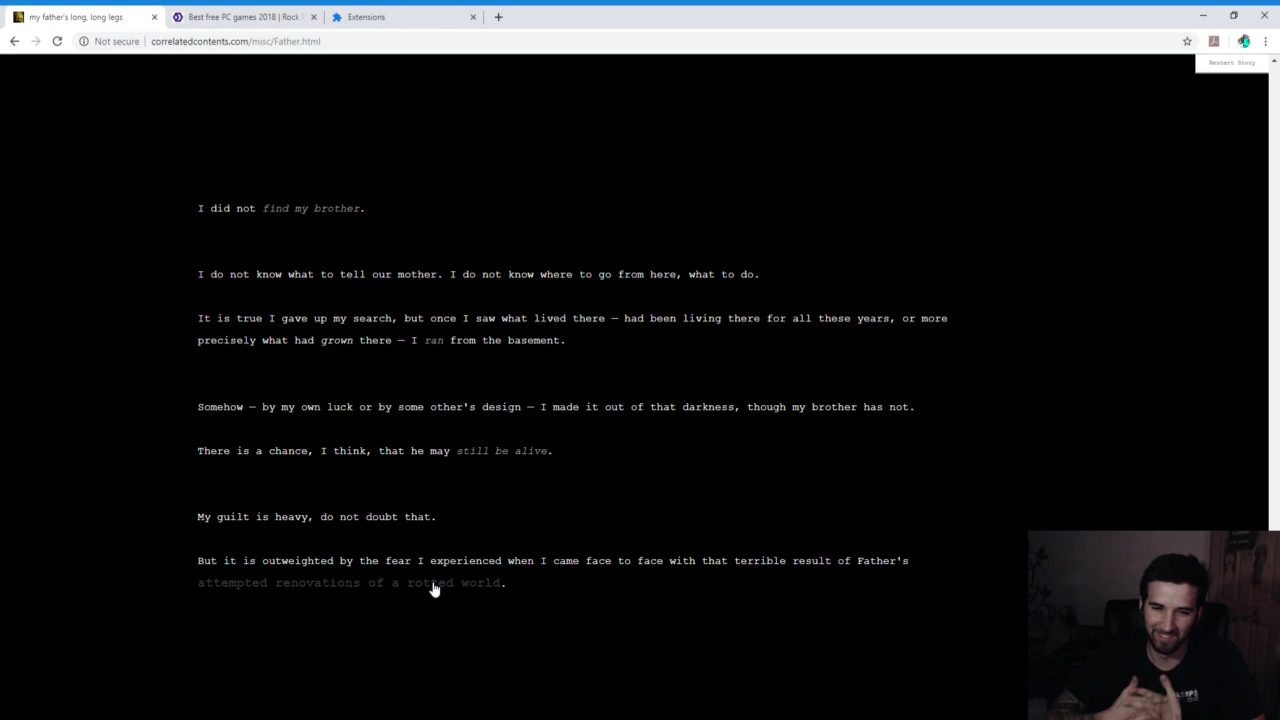 my father's long, long legs
Best free PC games 2018 | Rock
Extensions
Not secure
correlatedcontents.com/misc/Father.html
Restart Story
I did not find my brother.
I do not know what to tell our mother. I do not know where to go from here, what to do.
It is true I gave up my search, but once I saw what lived there — had been living there for all these years, or more
precisely what had grown there — I ran from the basement.
Somehow — by my own luck or by some other's design — I made it out of that darkness, though my brother has not.
There is a chance, I think, that he may still be alive.
My guilt is heavy, do not doubt that.
But it is outweighted by the fear I experienced when I came face to face with that terrible result of Father's
attempted renovations of a rotted world.